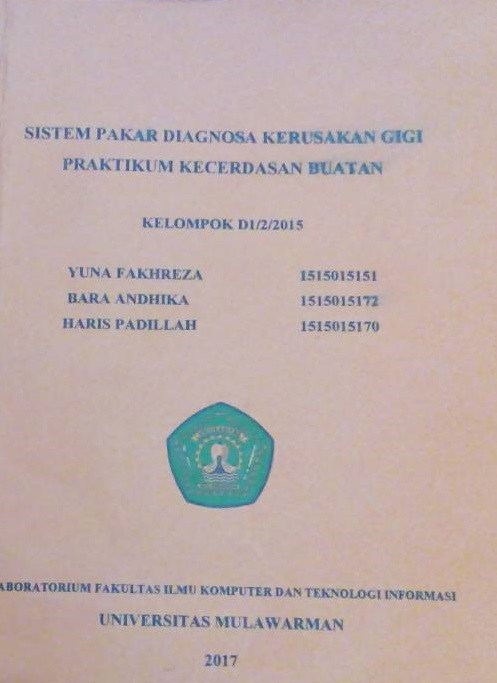 SISTEM PAKAR DIAGNOSA KERUSAKAN GIGI
PRAKTIKUM KECERDASAN BUATAN
KELOMPOK D1/2/2015
YUNA FAKHREZA 1515015151
BARA ANDHIKA 1515015172
HARIS PADILLAH 1515015170
ABORATORIUM FAKULTAS ILMU KOMPUTER DAN TEKNOLOGI INFORMASI
UNIVERSITAS MULAWARMAN
2017